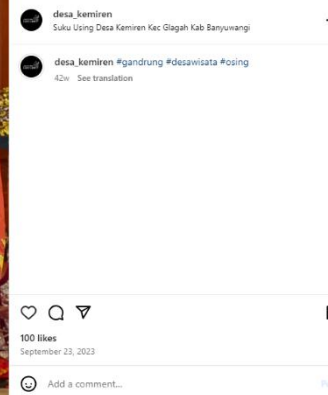 desa_kemiren
Suku Using Desa Kemiren Kec Glagah Kab Banyuwangi
desa_kemiren #gandrung #desawisata #osing
42w See translation
100 likes
September 23, 2023
Add a comment...